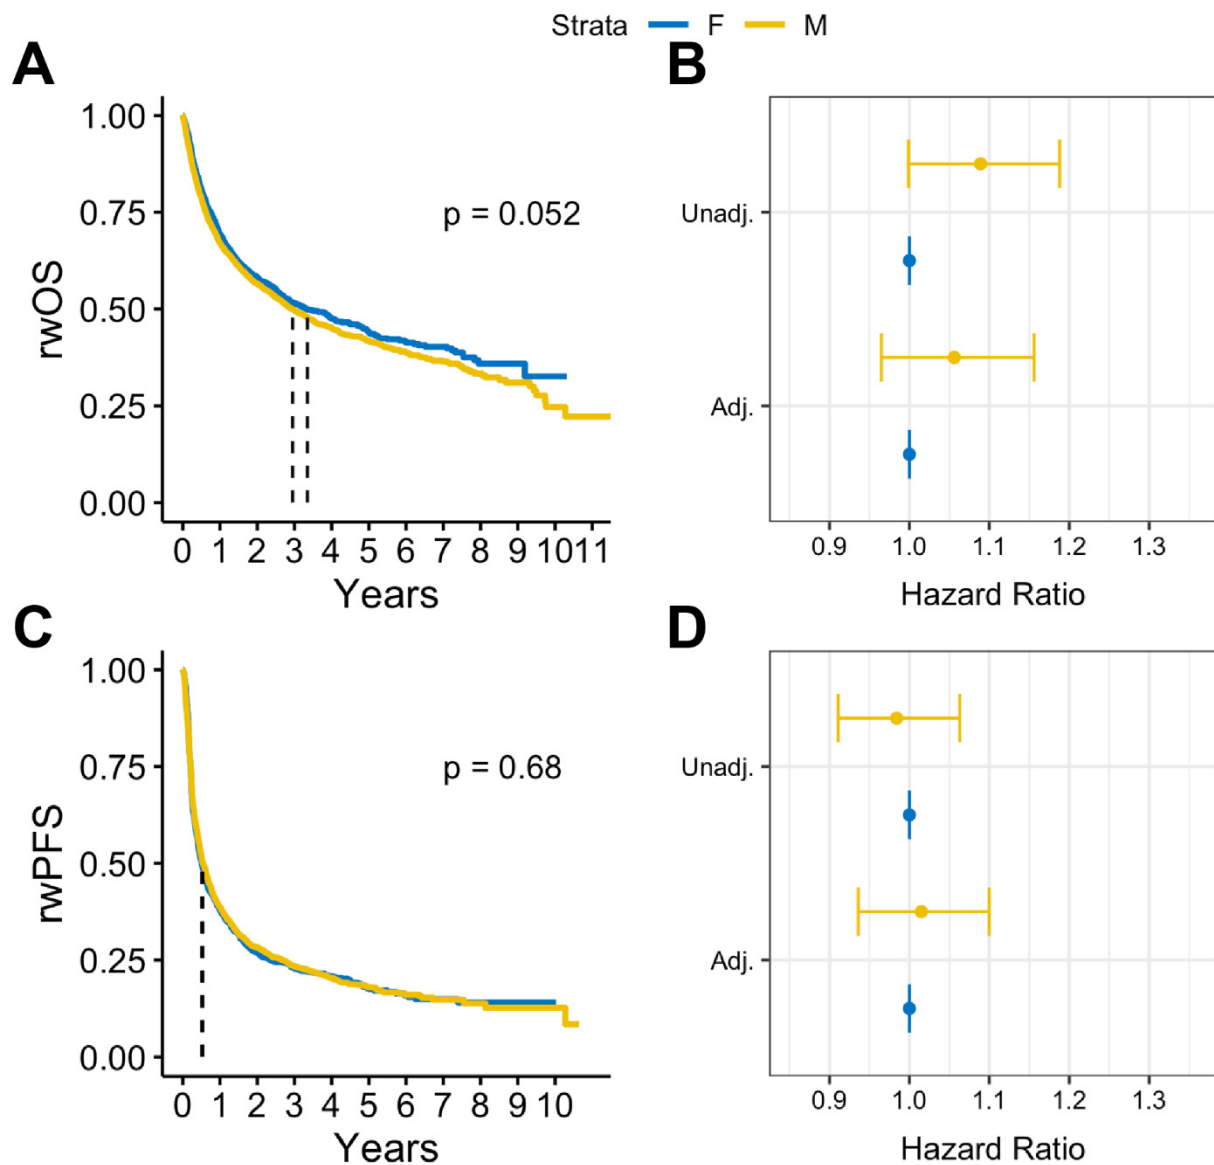 Strata F M
A
1.00
0.75
0.50
0.25
0.00
rwOS
p = 0.052
0 1 2 3 4 5 6 7 8 9 10 11
Years
B
Unadj.
Adj.
0.9 1.0 1.1 1.2 1.3
Hazard Ratio
C
1.00
0.75
0.50
0.25
0.00
rwPFS
p = 0.68
0 1 2 3 4 5 6 7 8 9 10
Years
D
Unadj.
Adj.
0.9 1.0 1.1 1.2 1.3
Hazard Ratio